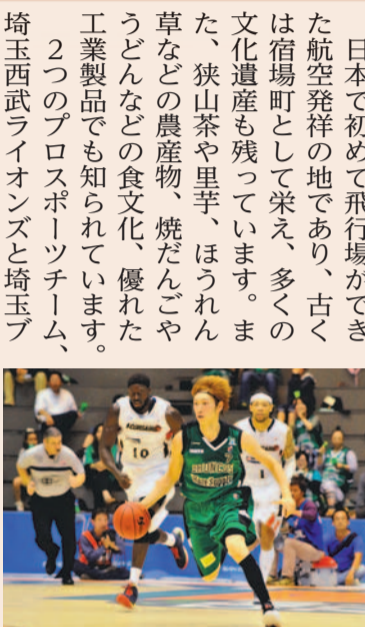 日本で初めて飛行場ができ
た航空発祥の地であり、古く
は宿場町として栄え、多くの
文化遺産も残っています。ま
た、狭山茶や里芋、ほうれん
草などの農産物、焼だんごや
うどんなどの食文化、優れた
工業製品でも知られています。
２つのプロスポーツチーム、
埼玉西武ライオンズと埼玉ブ
10
1